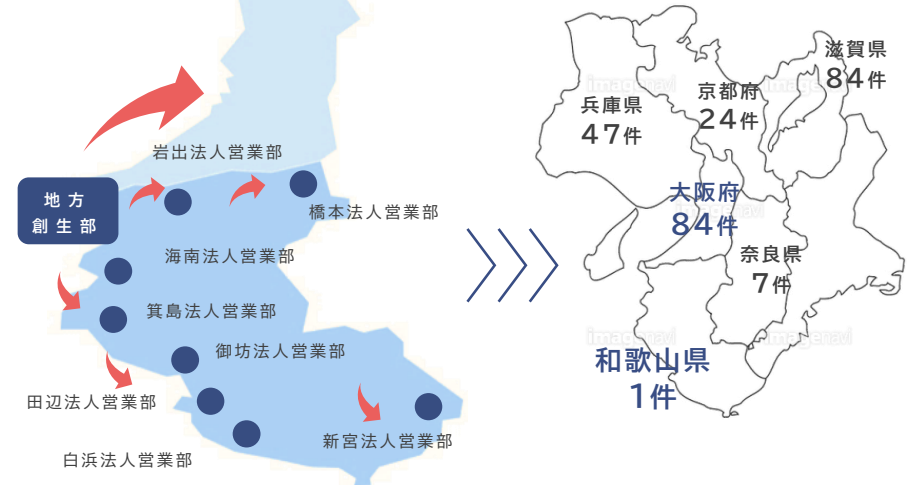 岩出法人営業部
地方
創生部
橋本法人営業部
海南法人営業部
箕島法人営業部
御坊法人営業部
田辺法人営業部
新宮法人営業部
白浜法人営業部
滋賀県
84件
京都府
24件
兵庫県
47件
大阪府
84件
奈良県
7件
和歌山県
1件
imagenavi
imagenavi
imagenavi
imagenavi
imagenavi